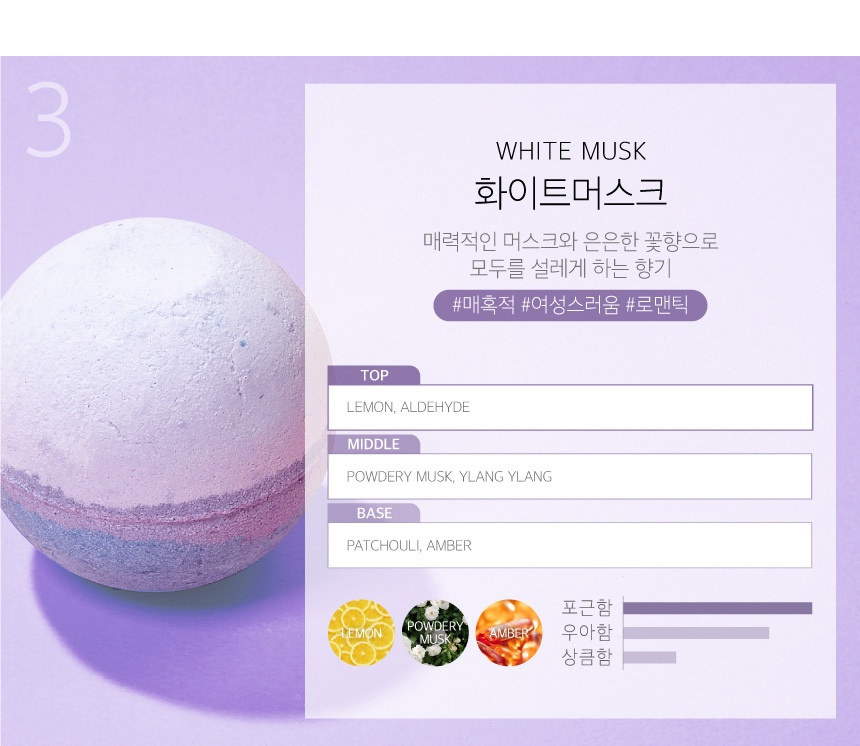 3
WHITE MUSK
화이트머스크
매력적인 머스크와 은은한 꽃향으로
모두를 설레게 하는 향기
#매혹적 #여성스러움 #로맨틱
TOP
LEMON, ALDEHYDE
MIDDLE
POWDERY MUSK, YLANG YLANG
BASE
PATCHOULI, AMBER
LEMON
POWDERY
MUSK
AMBER
포근함
우아함
상큼함